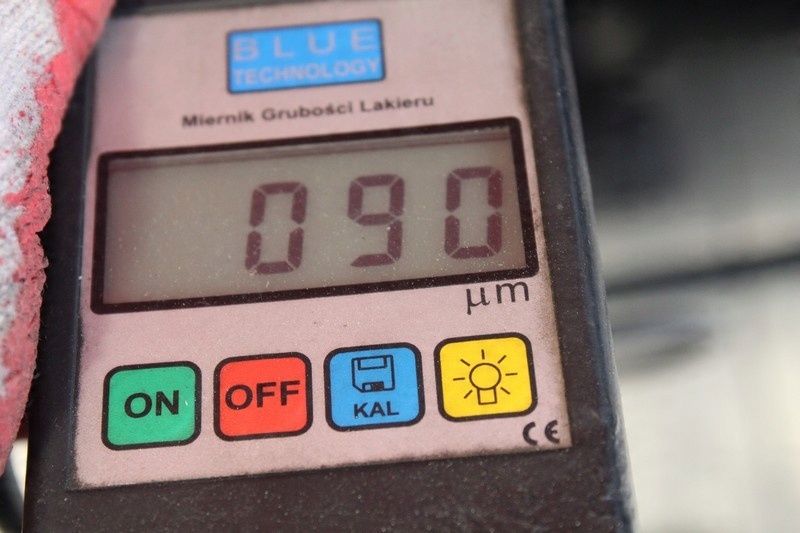 BLUE
TECHNOLOGY
Miernik Grubości Lakieru
090
μm
ON
OFF
KAL
CE